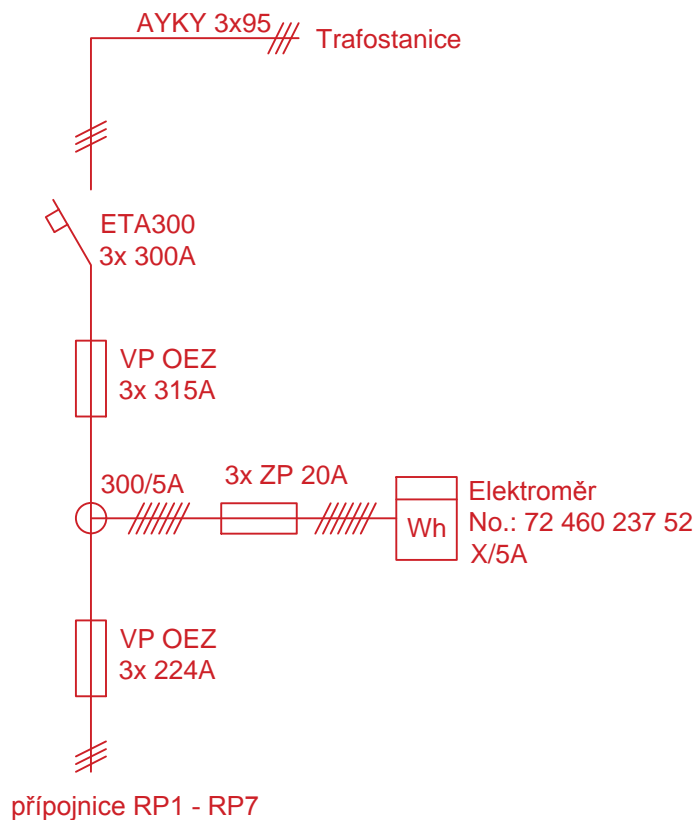 AYKY 3x95
Trafostanice
ETA300
3x 300A
VP OEZ
3x 315A
300/5A
3x ZP 20A
Wh
Elektroměr
No.: 72 460 237 52
X/5A
VP OEZ
3x 224A
přípojnice RP1 - RP7